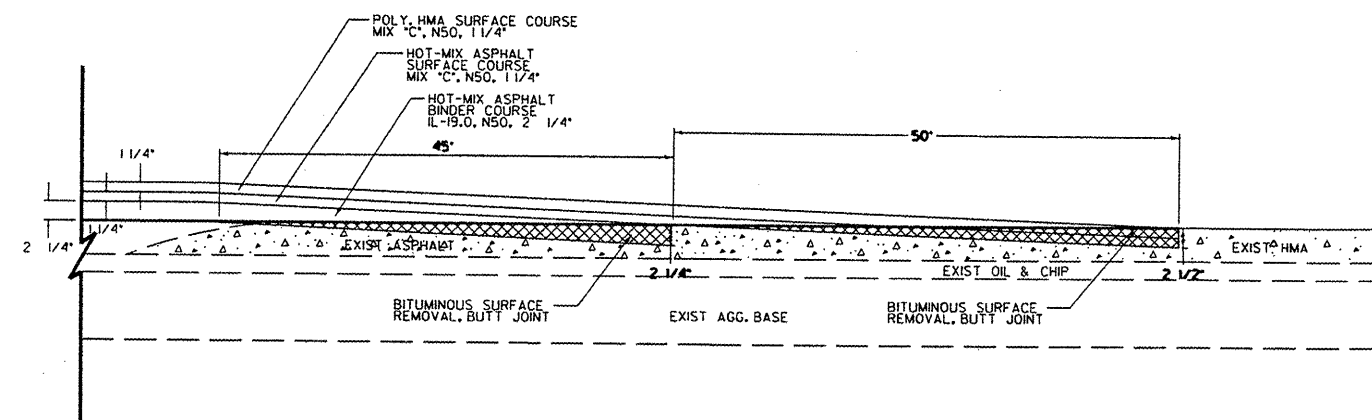 POLY. HMA SURFACE COURSE
MIX "C", N50, 1 1/4"
HOT-MIX ASPHALT
SURFACE COURSE
MIX "C", N50, 1 1/4"
HOT-MIX ASPHALT
BINDER COURSE
IL-19.0, N50, 2 1/4"
50'
45'
1 1/4"
1 1/4"
2 1/4"
EXIST ASPHALT
EXIST HMA
2 1/4"
EXIST OIL & CHIP
2 1/2"
BITUMINOUS SURFACE
REMOVAL, BUTT JOINT
EXIST AGG. BASE
BITUMINOUS SURFACE
REMOVAL, BUTT JOINT